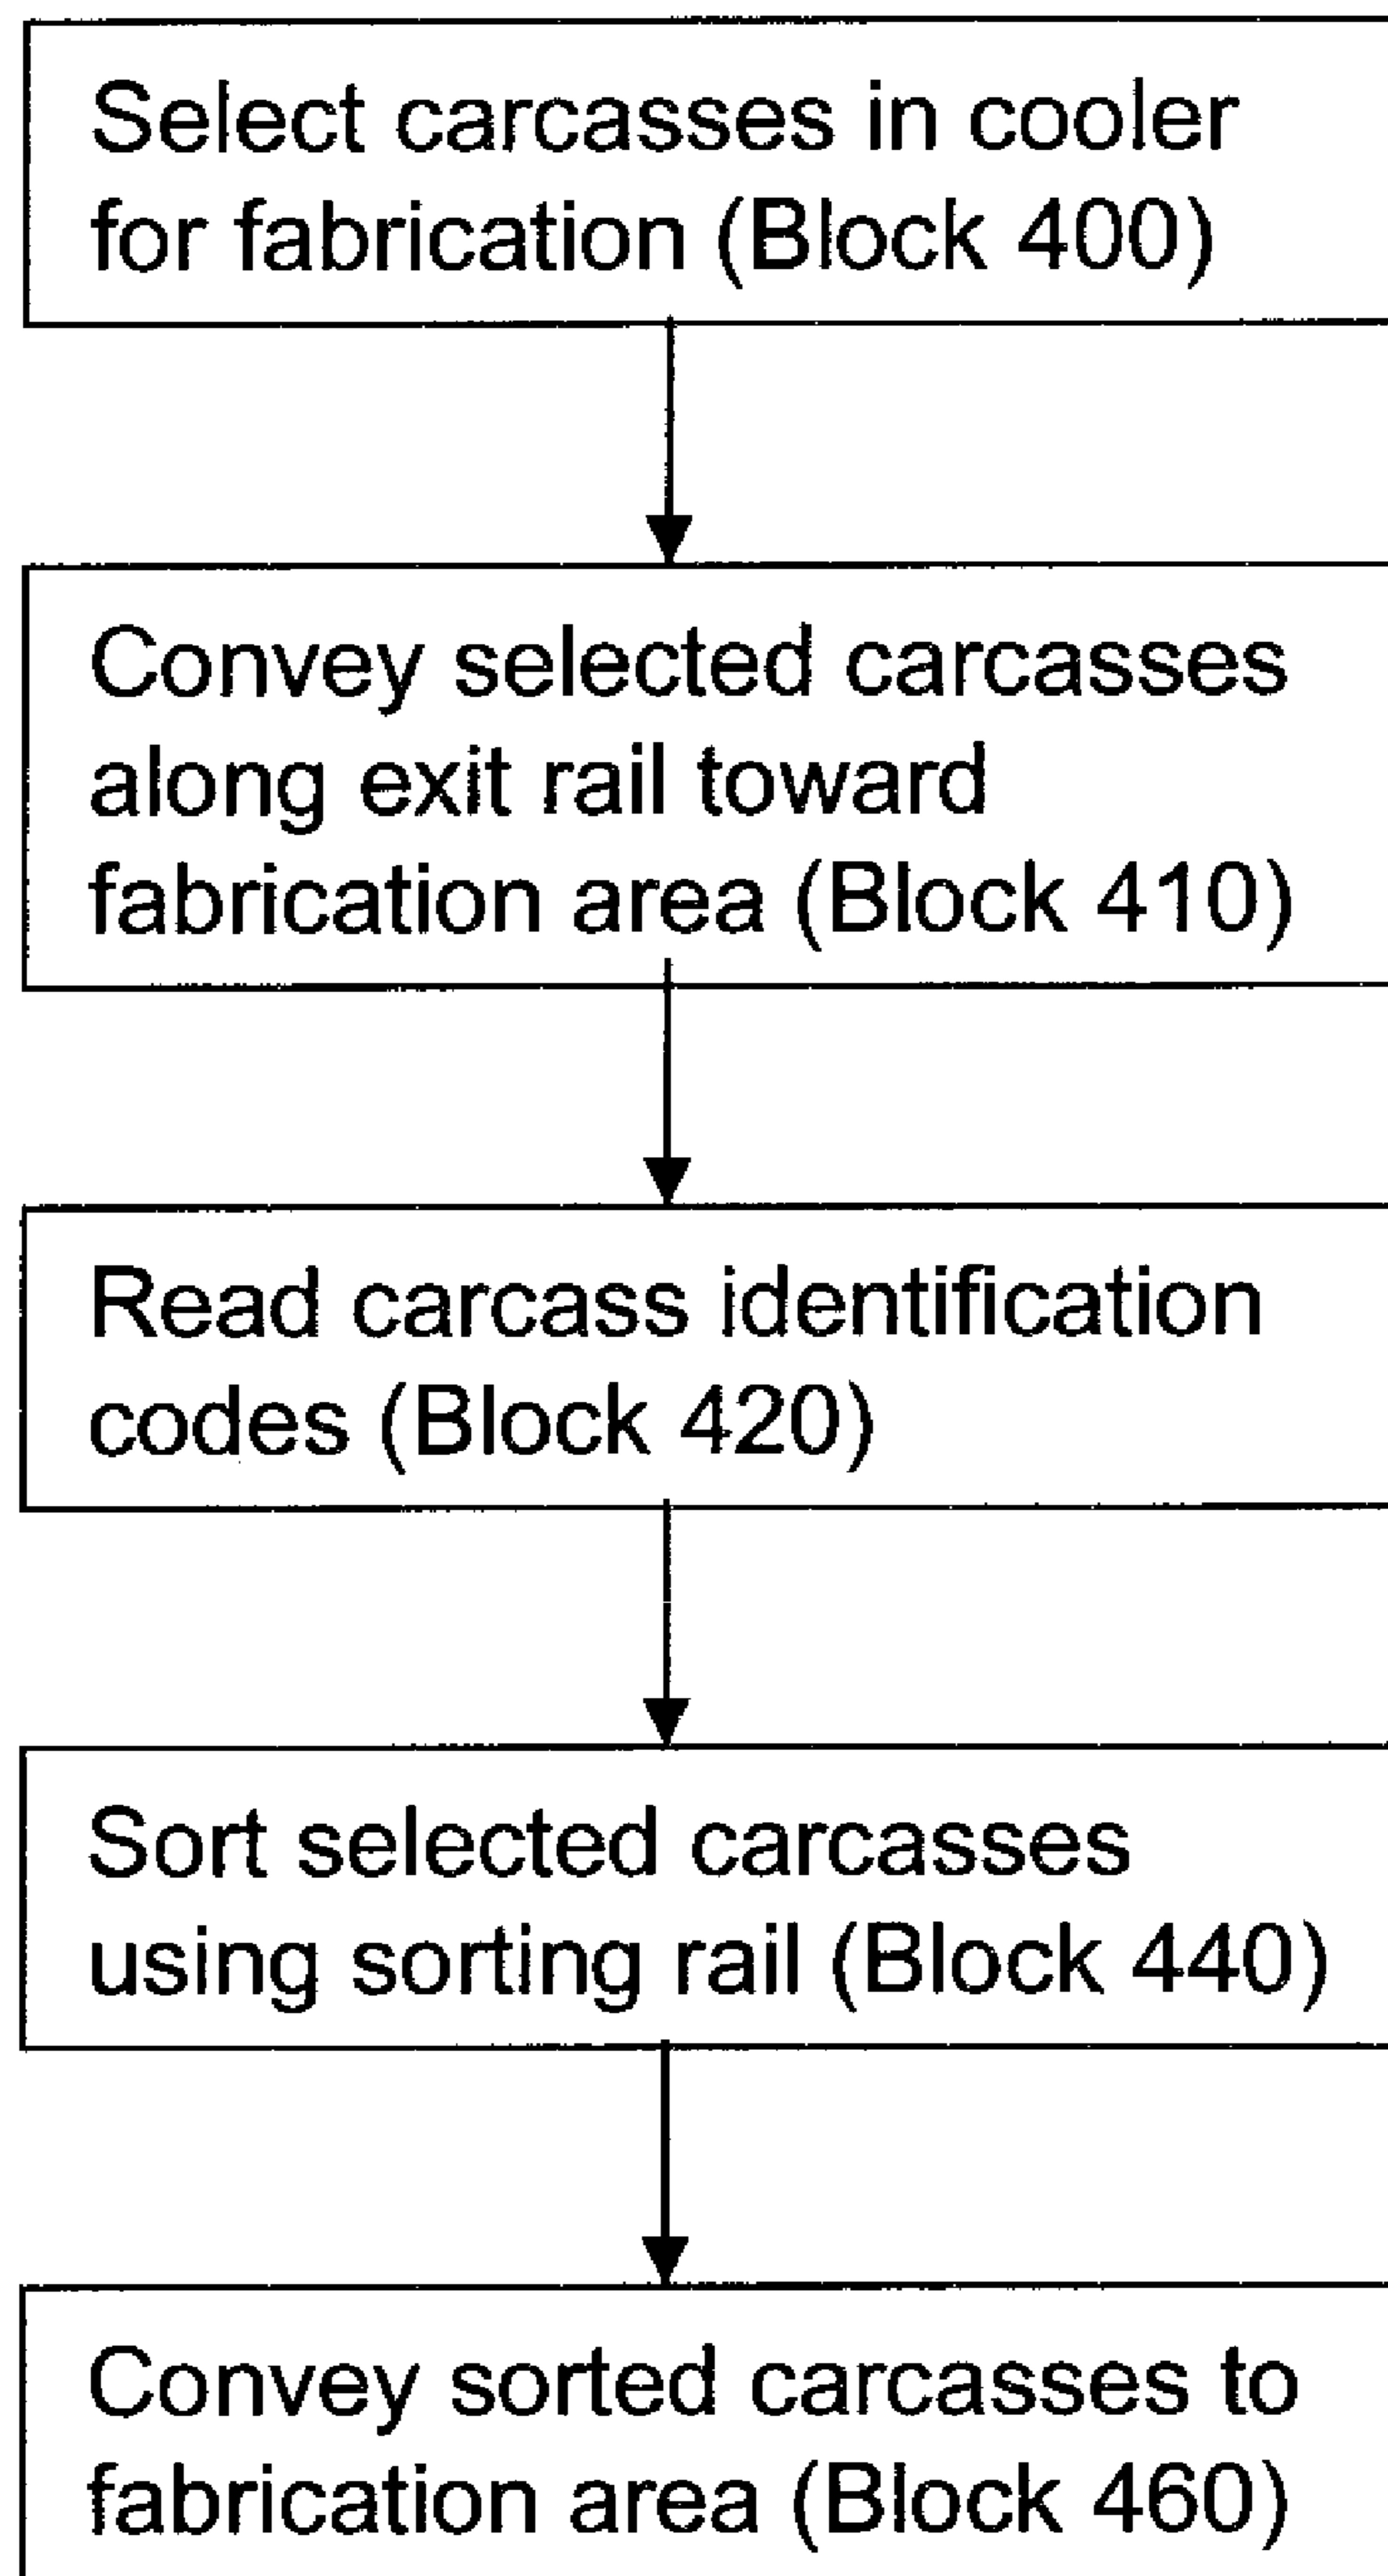 Select carcasses in cooler
for fabrication (Block 400)
Convey selected carcasses
along exit rail toward
fabrication area (Block 410)
Read carcass identification
codes (Block 420)
Sort selected carcasses
using sorting rail (Block 440)
Convey sorted carcasses to
fabrication area (Block 460)